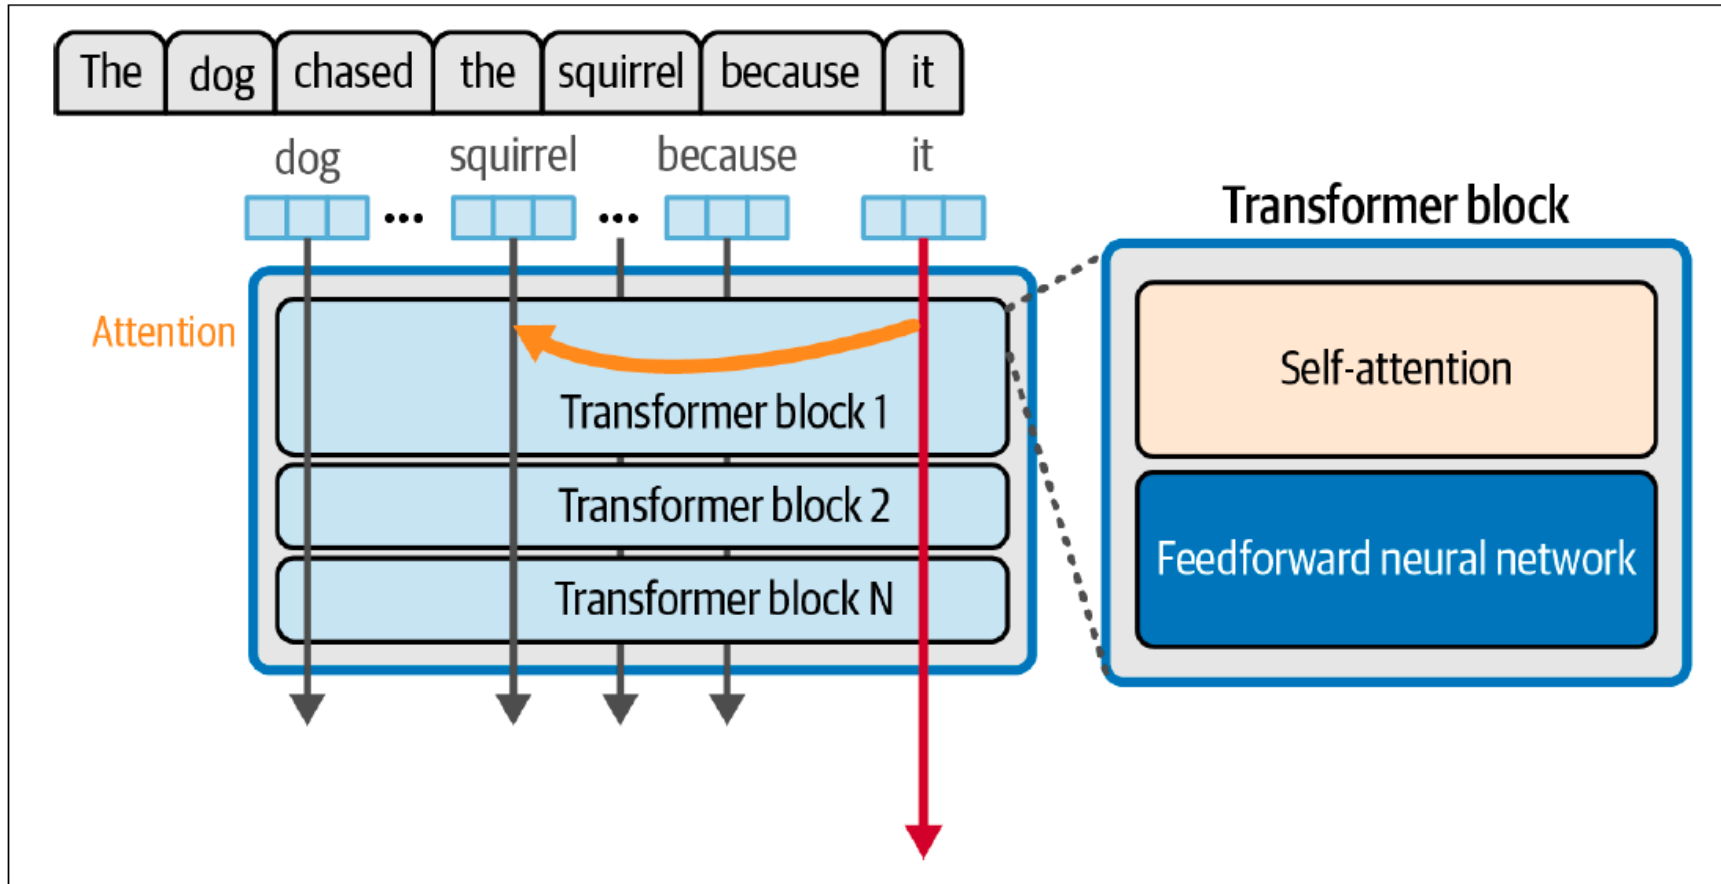 The dog chased the squirrel because it
dog ... squirrel ... because it
Transformer block
Attention
Transformer block 1
Transformer block 2
Transformer block N
Self-attention
Feedforward neural network